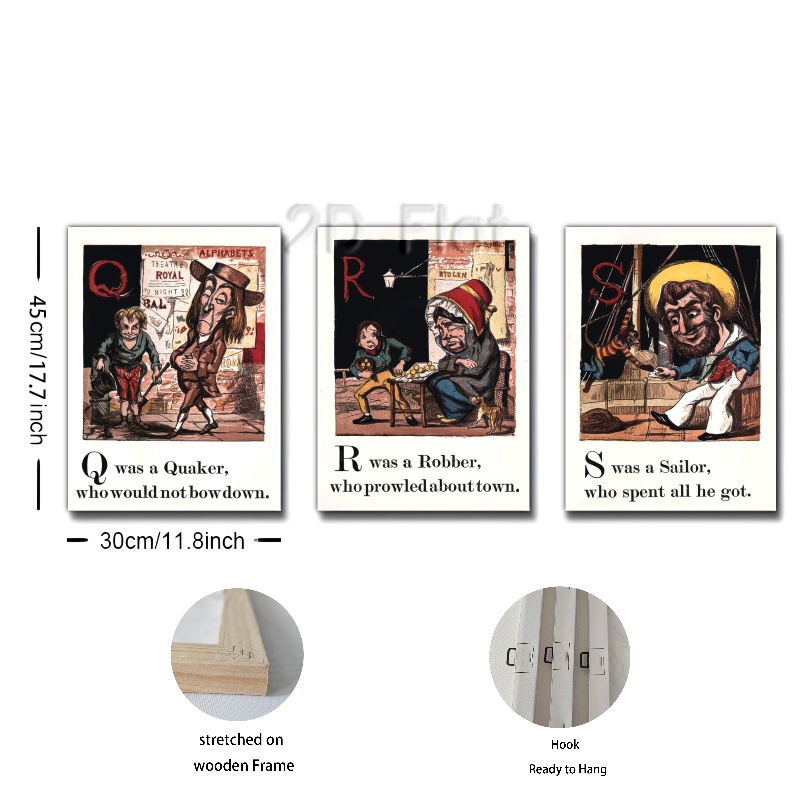 2D Flat
Q
ALPHABETS
THEATRE
ROYAL
TO NIGHT
BAL
R
STOLEN
S
45cm/17.7inch
Q was a Quaker,
who would not bow down.
R was a Robber,
who prowled about town.
S was a Sailor,
who spent all he got.
30cm/11.8inch
stretched on
wooden Frame
Hook
Ready to Hang